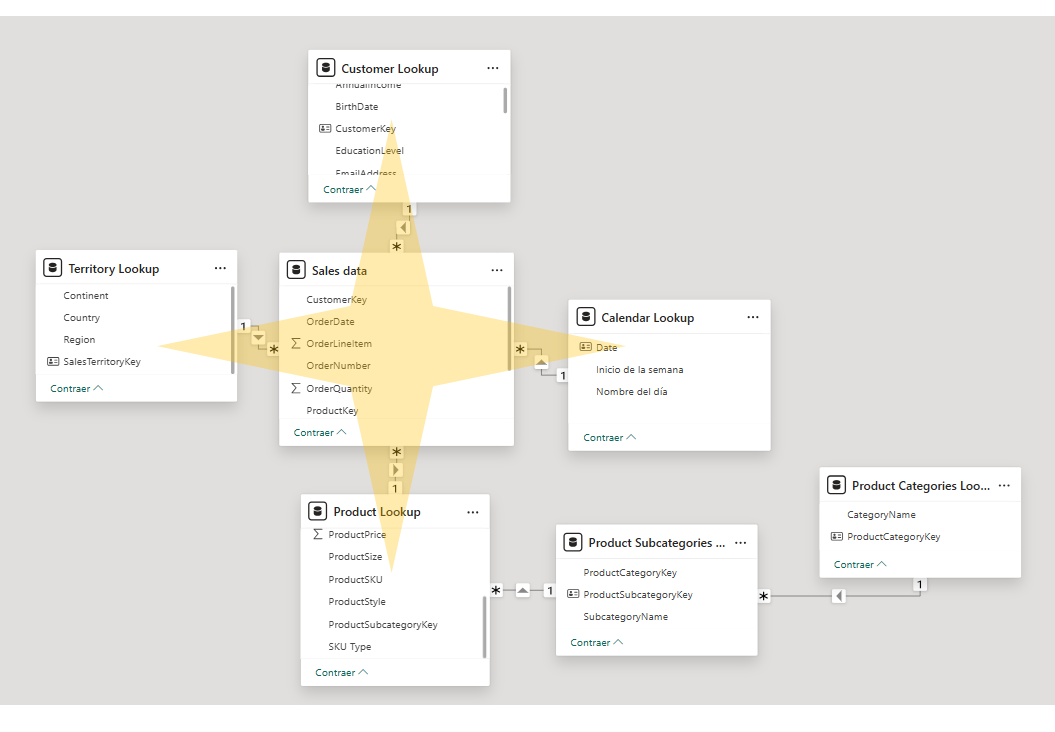 Customer Lookup
AnnualIncome
BirthDate
CustomerKey
EducationLevel
EmailAddress
Contraer
1
*
Territory Lookup
Continent
Country
Region
SalesTerritoryKey
Contraer
1
*
Sales data
CustomerKey
OrderDate
∑ OrderLineItem
OrderNumber
∑ OrderQuantity
ProductKey
Contraer
*
1
Calendar Lookup
Date
Inicio de la semana
Nombre del día
Contraer
*
1
Product Lookup
∑ ProductPrice
ProductSize
ProductSKU
ProductStyle
ProductSubcategoryKey
SKU Type
Contraer
*
1
Product Subcategories ...
ProductCategoryKey
ProductSubcategoryKey
SubcategoryName
Contraer
*
1
Product Categories Loo...
CategoryName
ProductCategoryKey
Contraer